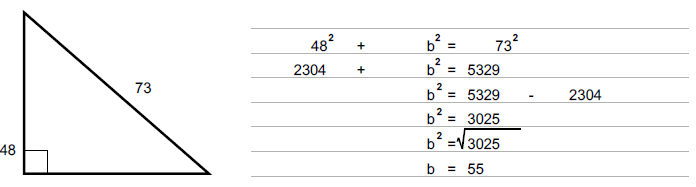 48² + b² = 73²
73
2304 + b² = 5329
b² = 5329 - 2304
b² = 3025
48
b² =√3025
b = 55